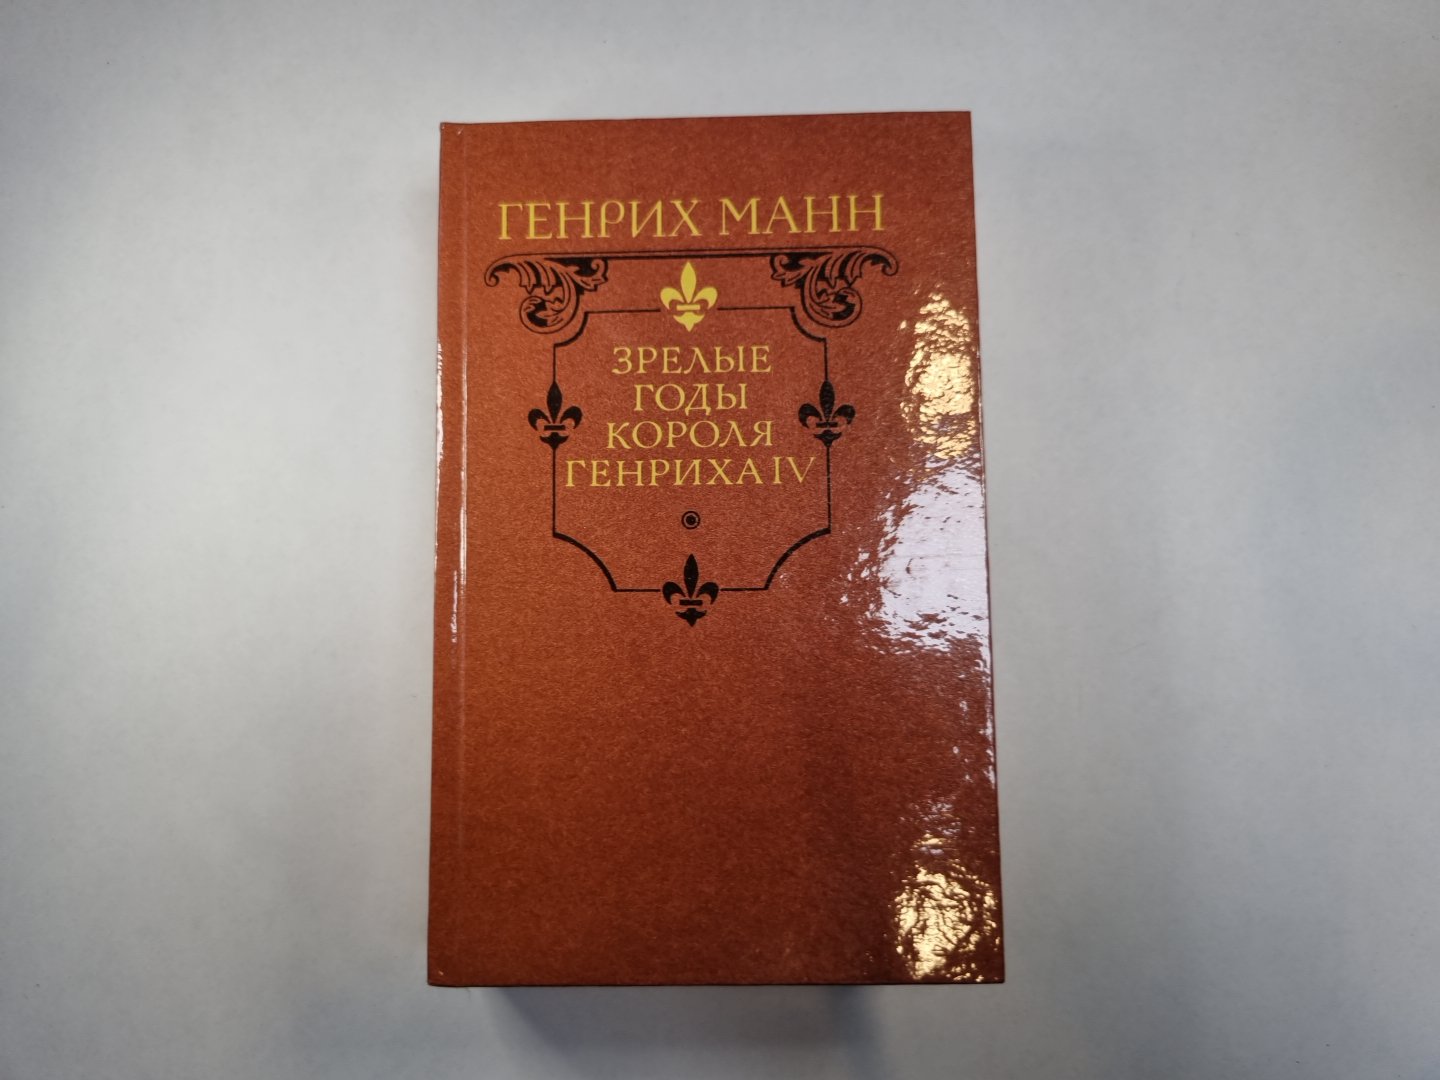 ГЕНРИХ МАНН
ЗРЕЛЫЕ
ГОДЫ
КОРОЛЯ
ГЕНРИХА IV